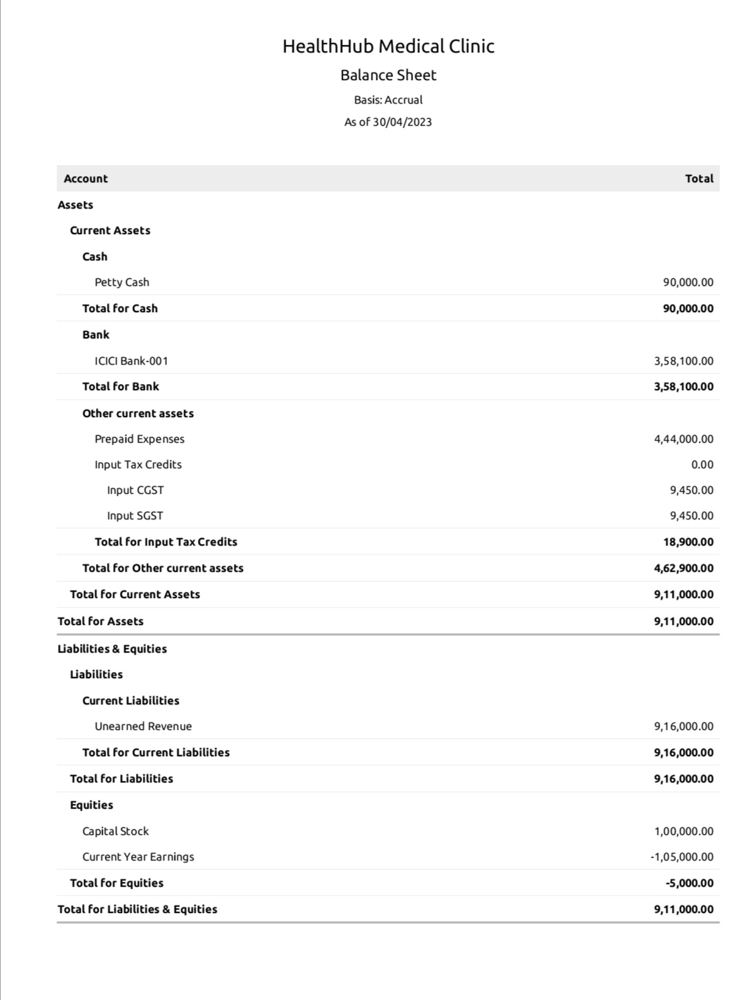 HealthHub Medical Clinic
Balance Sheet
Basis: Accrual
As of 30/04/2023
Account Total
Assets
Current Assets
Cash
Petty Cash 90,000.00
Total for Cash 90,000.00
Bank
ICICI Bank-001 3,58,100.00
Total for Bank 3,58,100.00
Other current assets
Prepaid Expenses 4,44,000.00
Input Tax Credits 0.00
Input CGST 9,450.00
Input SGST 9,450.00
Total for Input Tax Credits 18,900.00
Total for Other current assets 4,62,900.00
Total for Current Assets 9,11,000.00
Total for Assets 9,11,000.00
Liabilities & Equities
Liabilities
Current Liabilities
Unearned Revenue 9,16,000.00
Total for Current Liabilities 9,16,000.00
Total for Liabilities 9,16,000.00
Equities
Capital Stock 1,00,000.00
Current Year Earnings -1,05,000.00
Total for Equities -5,000.00
Total for Liabilities & Equities 9,11,000.00